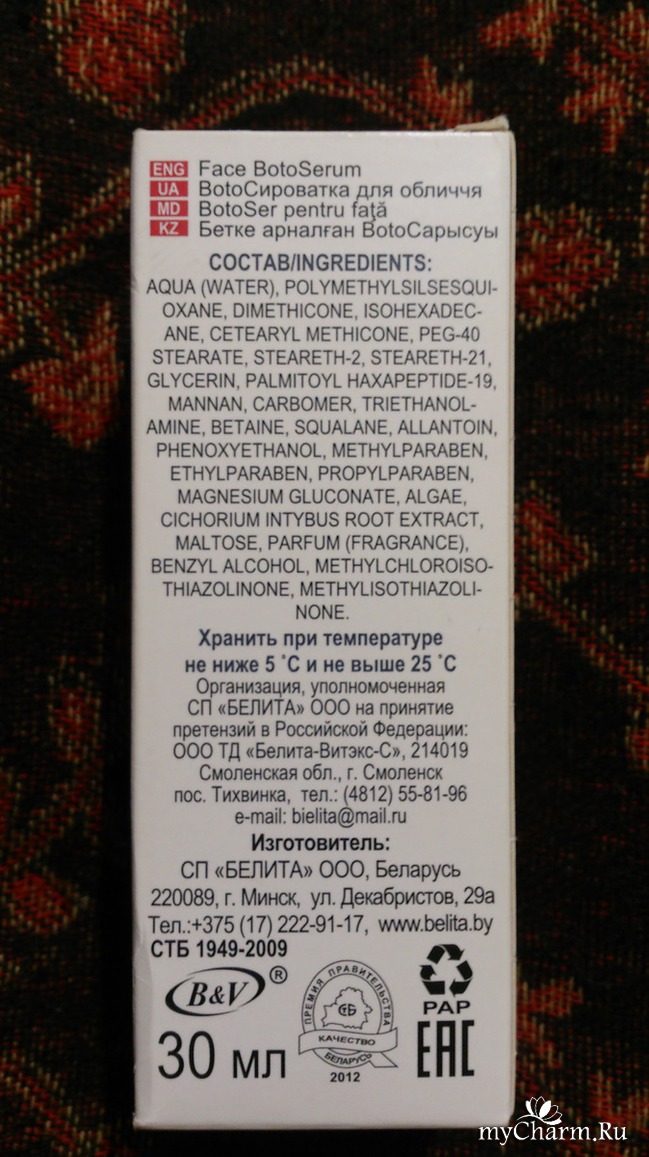 ENG Face BotoSerum
UA BotoСироватка для обличчя
MD BotoSer pentru faţă
KZ Бетке арналған BotoСарысуы
СОСТАВ/INGREDIENTS:
AQUA (WATER), POLYMETHYLSILSESQUI-
OXANE, DIMETHICONE, ISOHEXADEC-
ANE, CETEARYL METHICONE, PEG-40
STEARATE, STEARETH-2, STEARETH-21,
GLYCERIN, PALMITOYL HAXAPEPTIDE-19,
MANNAN, CARBOMER, TRIETHANOL-
AMINE, BETAINE, SQUALANE, ALLANTOIN,
PHENOXYETHANOL, METHYLPARABEN,
ETHYLPARABEN, PROPYLPARABEN,
MAGNESIUM GLUCONATE, ALGAE,
CICHORIUM INTYBUS ROOT EXTRACT,
MALTOSE, PARFUM (FRAGRANCE),
BENZYL ALCOHOL, METHYLCHLOROISO-
THIAZOLINONE, METHYLISOTHIAZOLI-
NONE.
Хранить при температуре
не ниже 5 ˚С и не выше 25 ˚С
Организация, уполномоченная
СП «БЕЛИТА» ООО на принятие
претензий в Российской Федерации:
ООО ТД «Белита-Витэкс-С», 214019
Смоленская обл., г. Смоленск
пос. Тихвинка, тел.: (4812) 55-81-96
e-mail: bielita@mail.ru
Изготовитель:
СП «БЕЛИТА» ООО, Беларусь
220089, г. Минск, ул. Декабристов, 29а
Тел.:+375 (17) 222-91-17, www.belita.by
СТБ 1949-2009
B&V ®
ПРЕМИЯ ПРАВИТЕЛЬСТВА
СТБ
КАЧЕСТВО
БЕЛАРУСЬ
2012
PAP
EAC
30 мл
myCharm.Ru